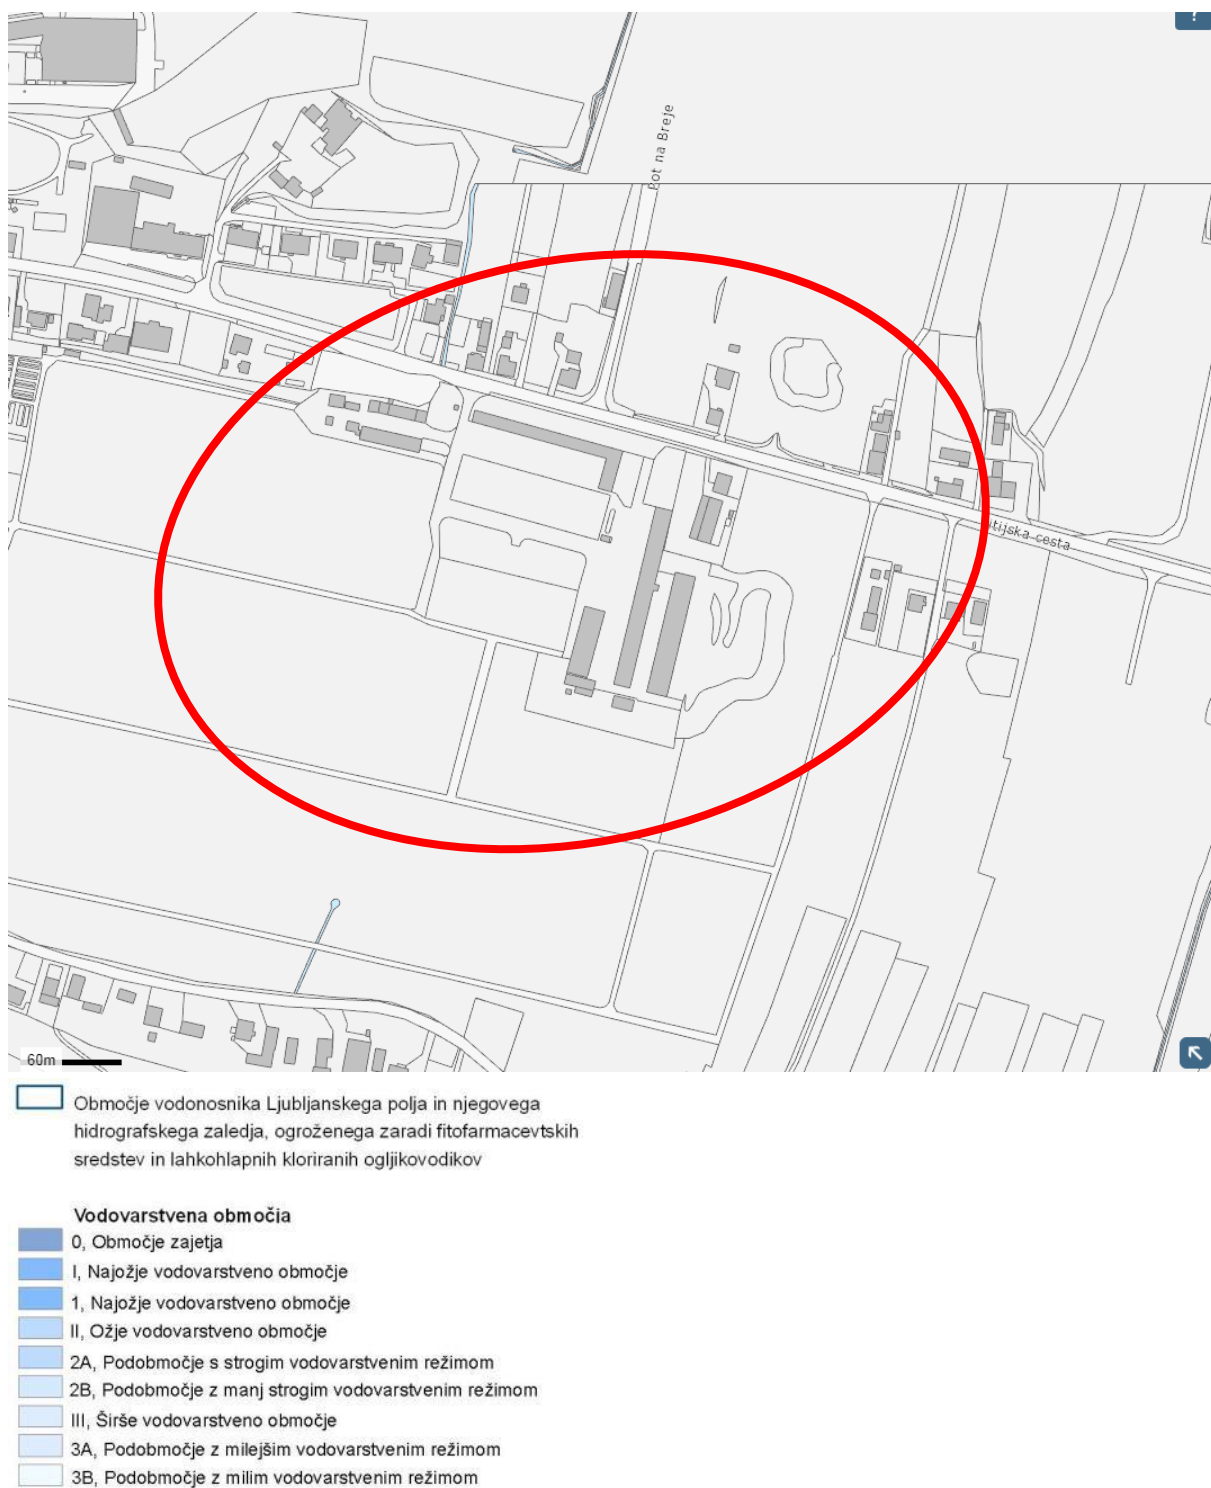 ?
Pot na Breje
itijska cesta
60m
Območje vodonosnika Ljubljanskega polja in njegovega
hidrografskega zaledja, ogroženega zaradi fitofarmacevtskih
sredstev in lahkohlapnih kloriranih ogljikovodikov
Vodovarstvena območja
0, Območje zajetja
I, Najožje vodovarstveno območje
1, Najožje vodovarstveno območje
II, Ožje vodovarstveno območje
2A, Podobmočje s strogim vodovarstvenim režimom
2B, Podobmočje z manj strogim vodovarstvenim režimom
III, Širše vodovarstveno območje
3A, Podobmočje z milejšim vodovarstvenim režimom
3B, Podobmočje z milim vodovarstvenim režimom